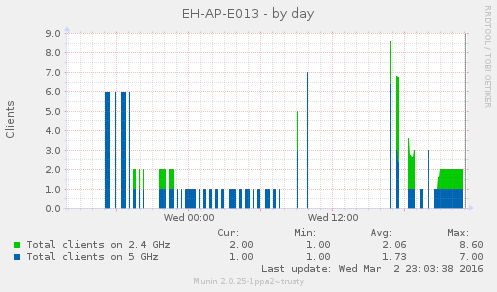 EH-AP-E013 - by day
RRDTOOL / TOBI OETIKER
Clients
9.0
8.0
7.0
6.0
5.0
4.0
3.0
2.0
1.0
0.0
Wed 00:00 Wed 12:00
Cur: Min: Avg: Max:
Total clients on 2.4 GHz 2.00 1.00 2.06 8.60
Total clients on 5 GHz 1.00 1.00 1.73 7.00
Last update: Wed Mar 2 23:03:38 2016
Munin 2.0.25-1ppa2~trusty